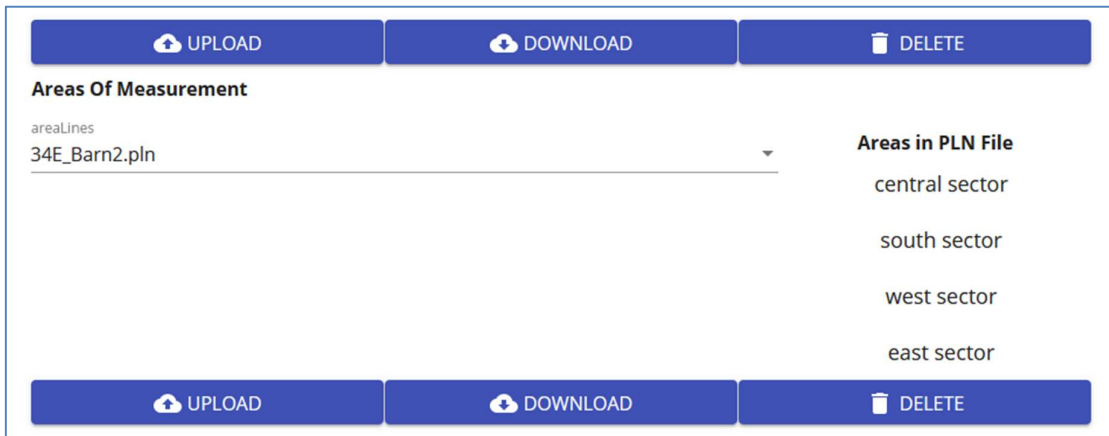 UPLOAD DOWNLOAD DELETE
Areas Of Measurement
areaLines
34E_Barn2.pln
Areas in PLN File
central sector
south sector
west sector
east sector
UPLOAD DOWNLOAD DELETE